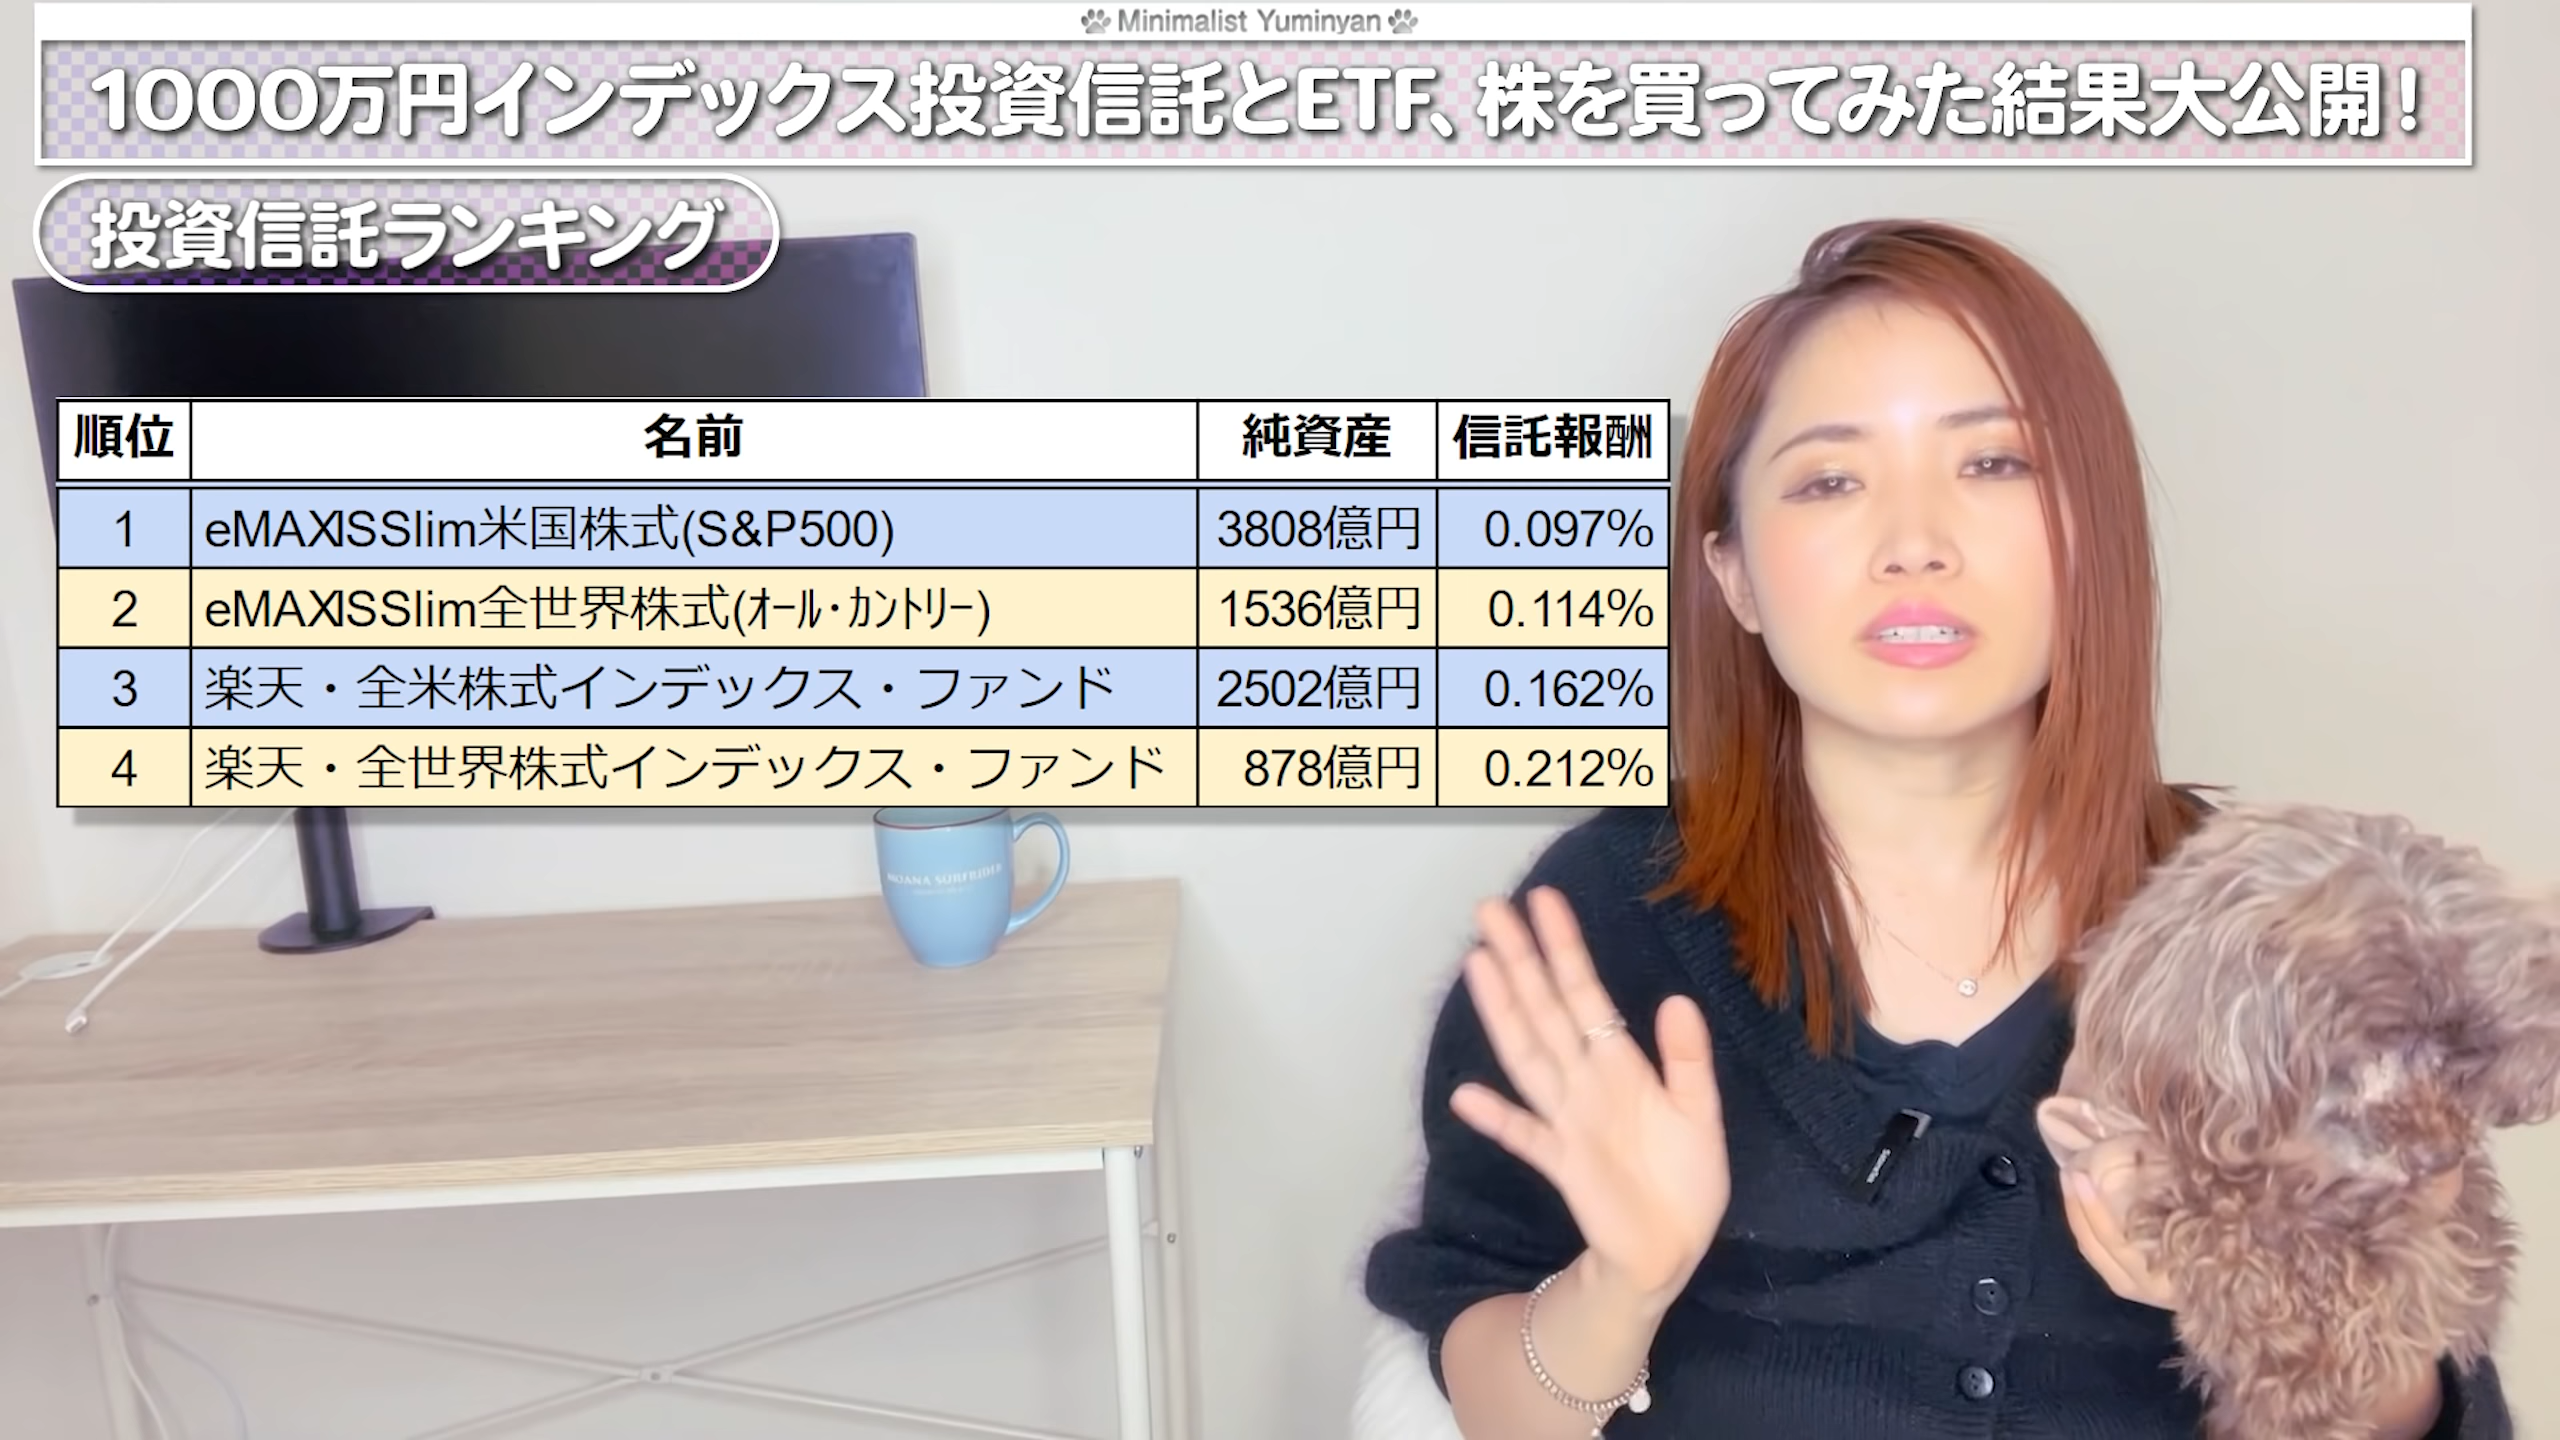 Minimalist Yuminyan
1000万円インデックス投資信託とETF、株を買ってみた結果大公開!
投資信託ランキング
順位 名前 純資産 信託報酬
1 eMAXISSlim米国株式(S&P500) 3808億円 0.097%
2 eMAXISSlim全世界株式(ｵｰﾙ･ｶﾝﾄﾘｰ) 1536億円 0.114%
3 楽天・全米株式インデックス・ファンド 2502億円 0.162%
4 楽天・全世界株式インデックス・ファンド 878億円 0.212%
MOANA SURFRIDER